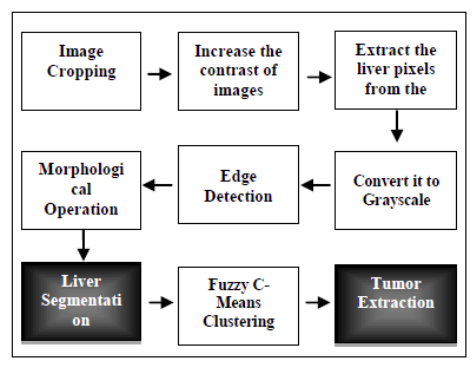 Image
Cropping
Increase the
contrast of
images
Extract the
liver pixels
from the
Convert it to
Grayscale
Edge
Detection
Morphologi
cal
Operation
Liver
Segmentati
on
Fuzzy C-
Means
Clustering
Tumor
Extraction